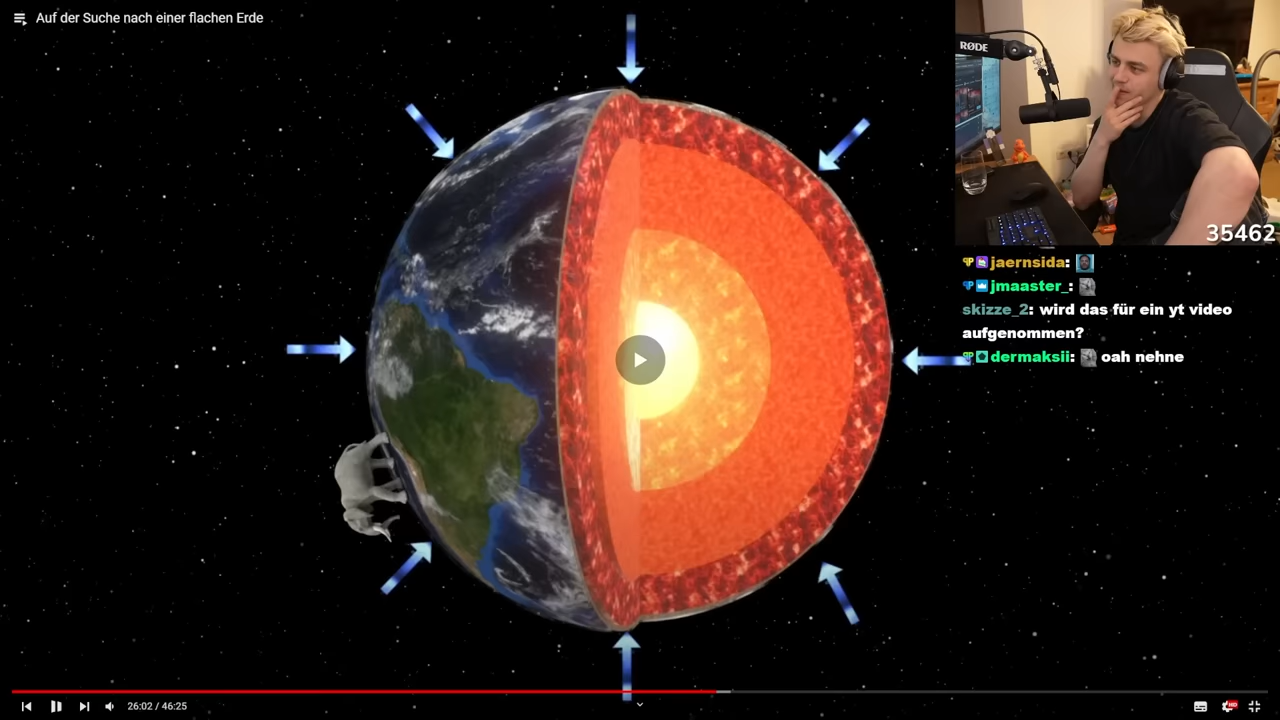 Auf der Suche nach einer flachen Erde
RØDE
35462
jaernsida:
jmaaster_:
skizze_2: wird das für ein yt video
aufgenommen?
dermaksii: oah nehne
26:02 / 46:25
HD